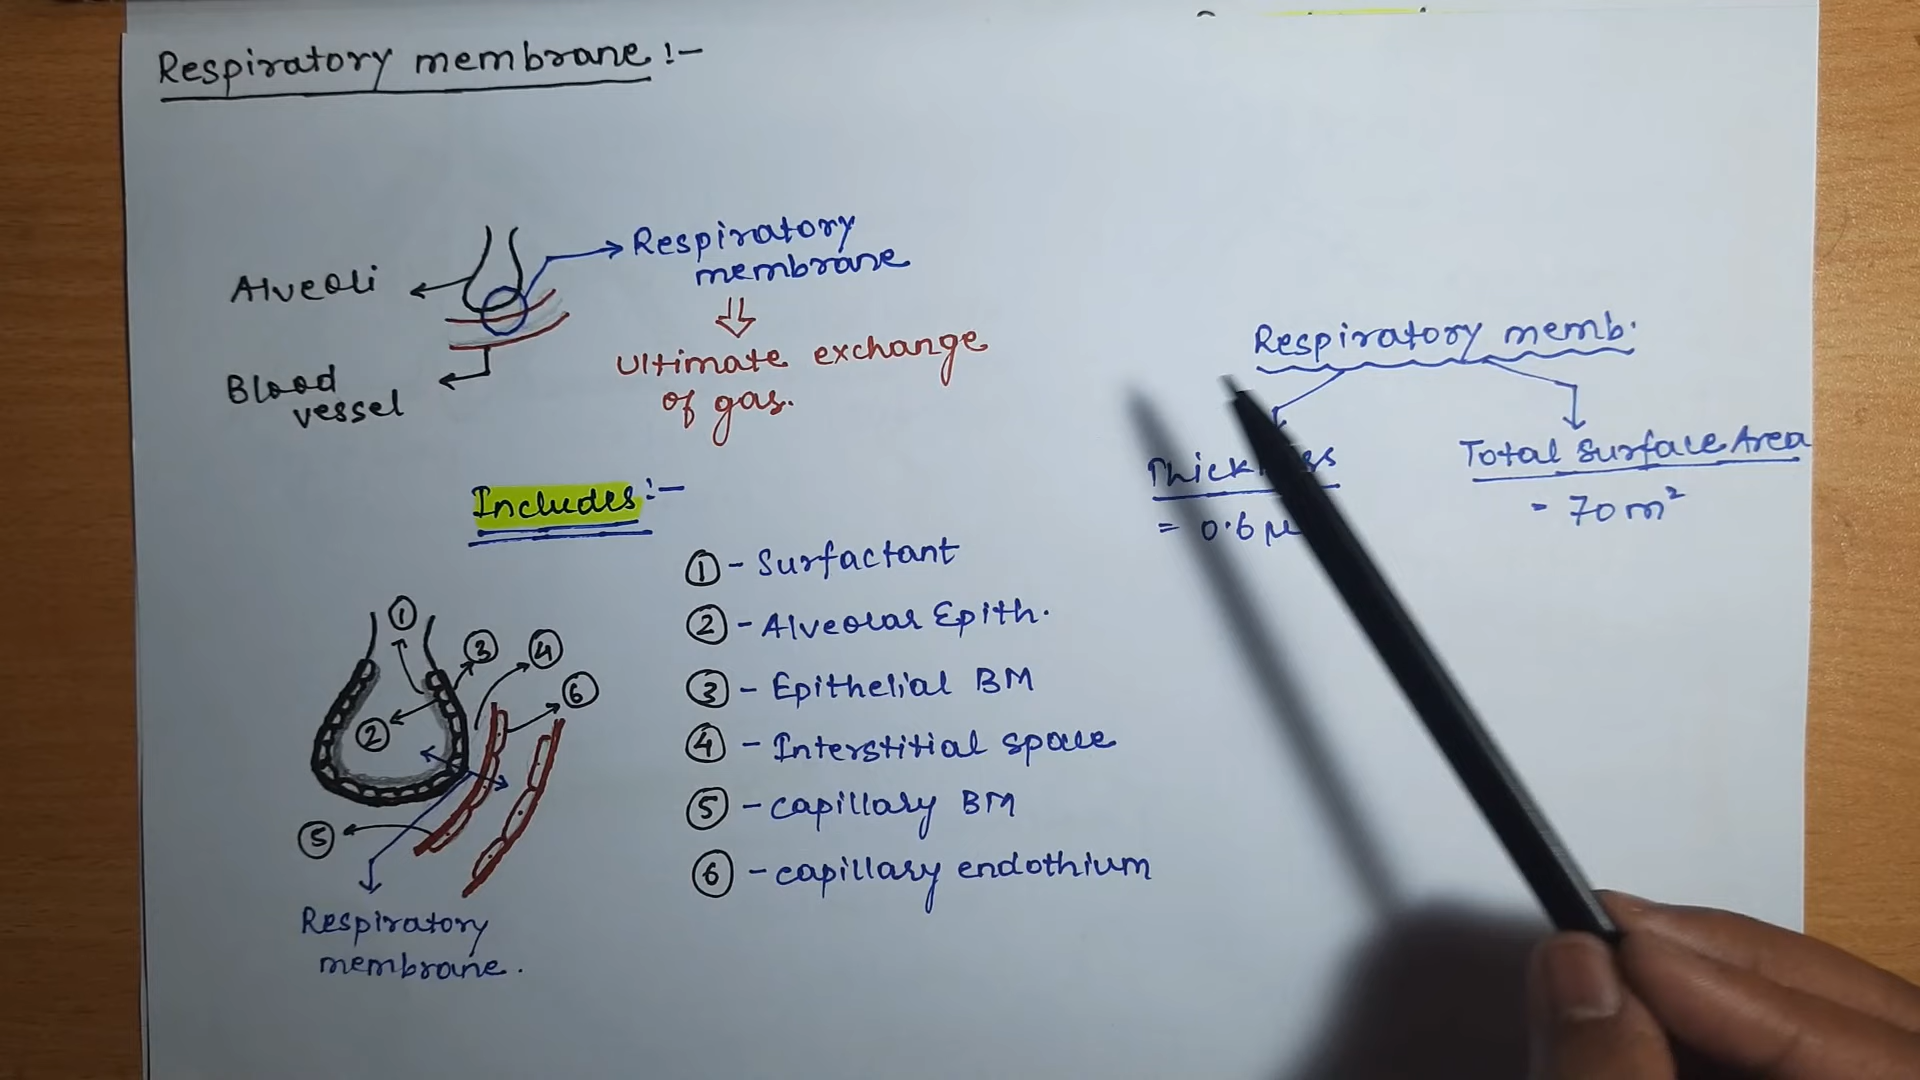 Respiratory membrane :-
Alveoli
Respiratory
membrane
Blood
vessel
Ultimate exchange
of gas.
Includes :-
1 - Surfactant
2 - Alveolar Epith.
3 - Epithelial BM
4 - Interstitial space
5 - capillary BM
6 - capillary endothium
1
3
4
6
2
5
Respiratory
membrane.
Respiratory memb.
Total Surface Area
= 0.6 μ
= 70 m²